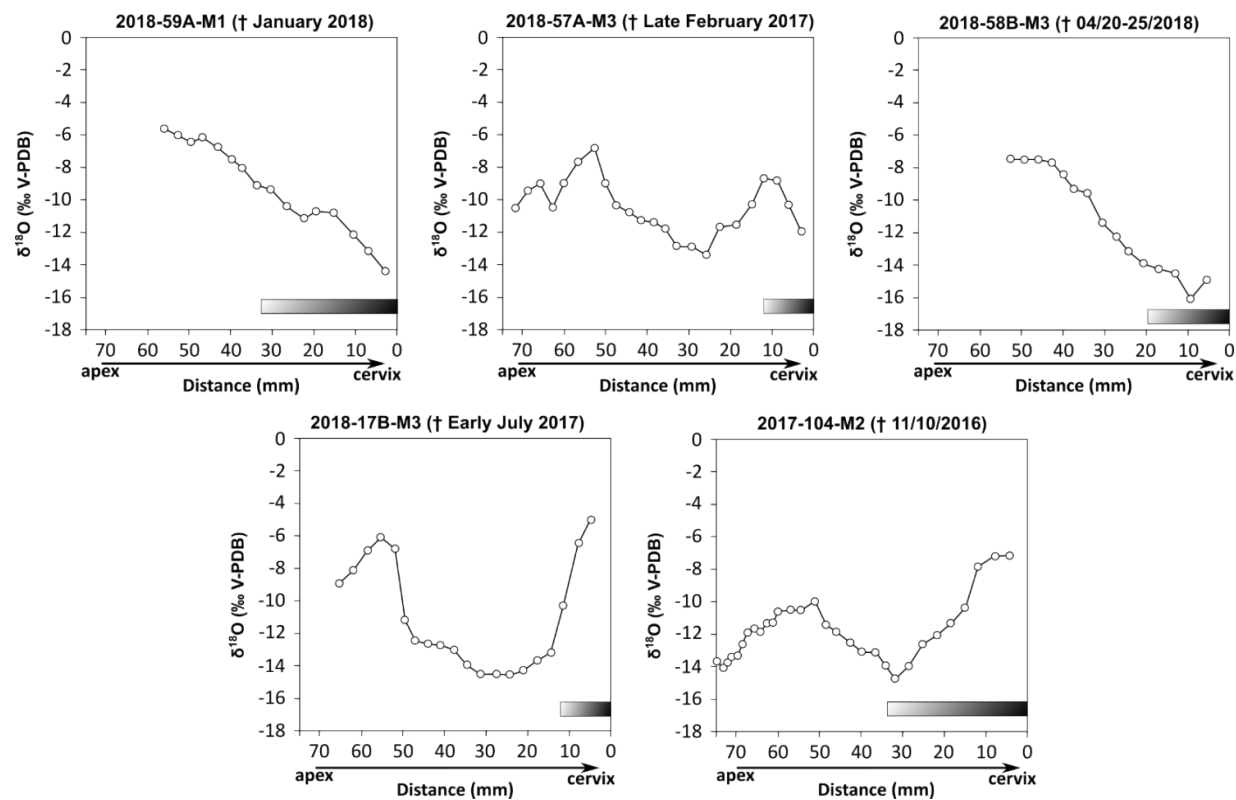 2018-59A-M1 († January 2018)
0
-2
-4
-6
-8
-10
-12
-14
-16
-18
δ¹⁸O (‰ V-PDB)
70 60 50 40 30 20 10 0
apex cervix
Distance (mm)
2018-57A-M3 († Late February 2017)
0
-2
-4
-6
-8
-10
-12
-14
-16
-18
δ¹⁸O (‰ V-PDB)
70 60 50 40 30 20 10 0
apex cervix
Distance (mm)
2018-58B-M3 († 04/20-25/2018)
0
-2
-4
-6
-8
-10
-12
-14
-16
-18
δ¹⁸O (‰ V-PDB)
70 60 50 40 30 20 10 0
apex cervix
Distance (mm)
2018-17B-M3 († Early July 2017)
0
-2
-4
-6
-8
-10
-12
-14
-16
-18
δ¹⁸O (‰ V-PDB)
70 60 50 40 30 20 10 0
apex cervix
Distance (mm)
2017-104-M2 († 11/10/2016)
0
-2
-4
-6
-8
-10
-12
-14
-16
-18
δ¹⁸O (‰ V-PDB)
70 60 50 40 30 20 10 0
apex cervix
Distance (mm)